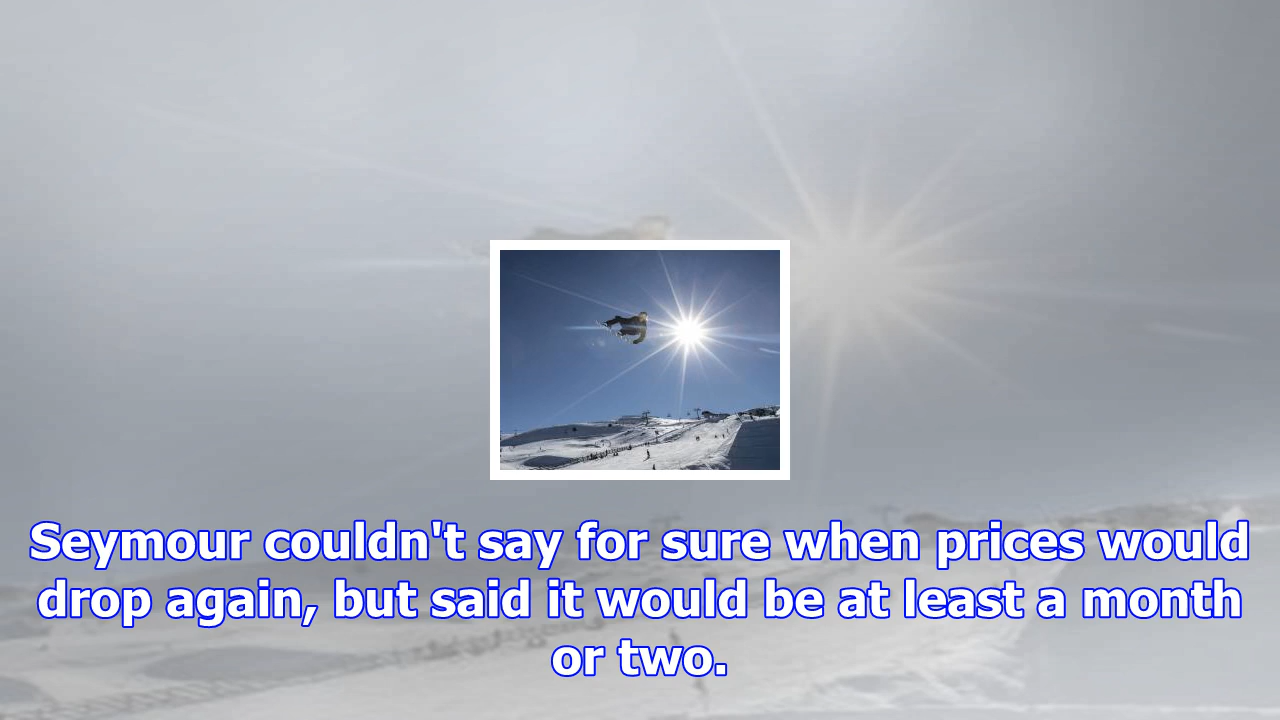 Seymour couldn't say for sure when prices would
drop again, but said it would be at least a month
or two.